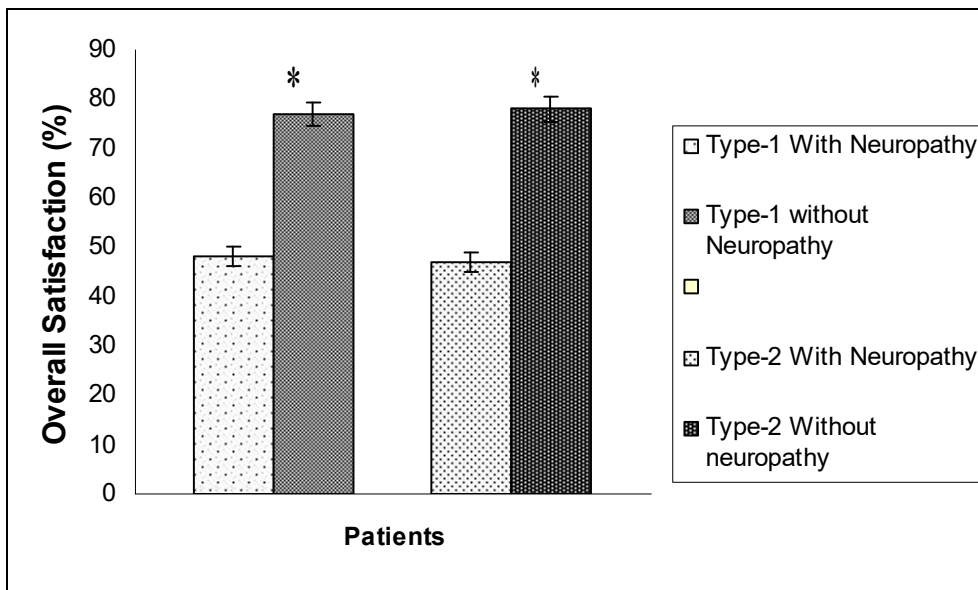 Overall Satisfaction (%)
90
80
70
60
50
40
30
20
10
0
*
*
Patients
Type-1 With Neuropathy
Type-1 without
Neuropathy
Type-2 With Neuropathy
Type-2 Without
neuropathy